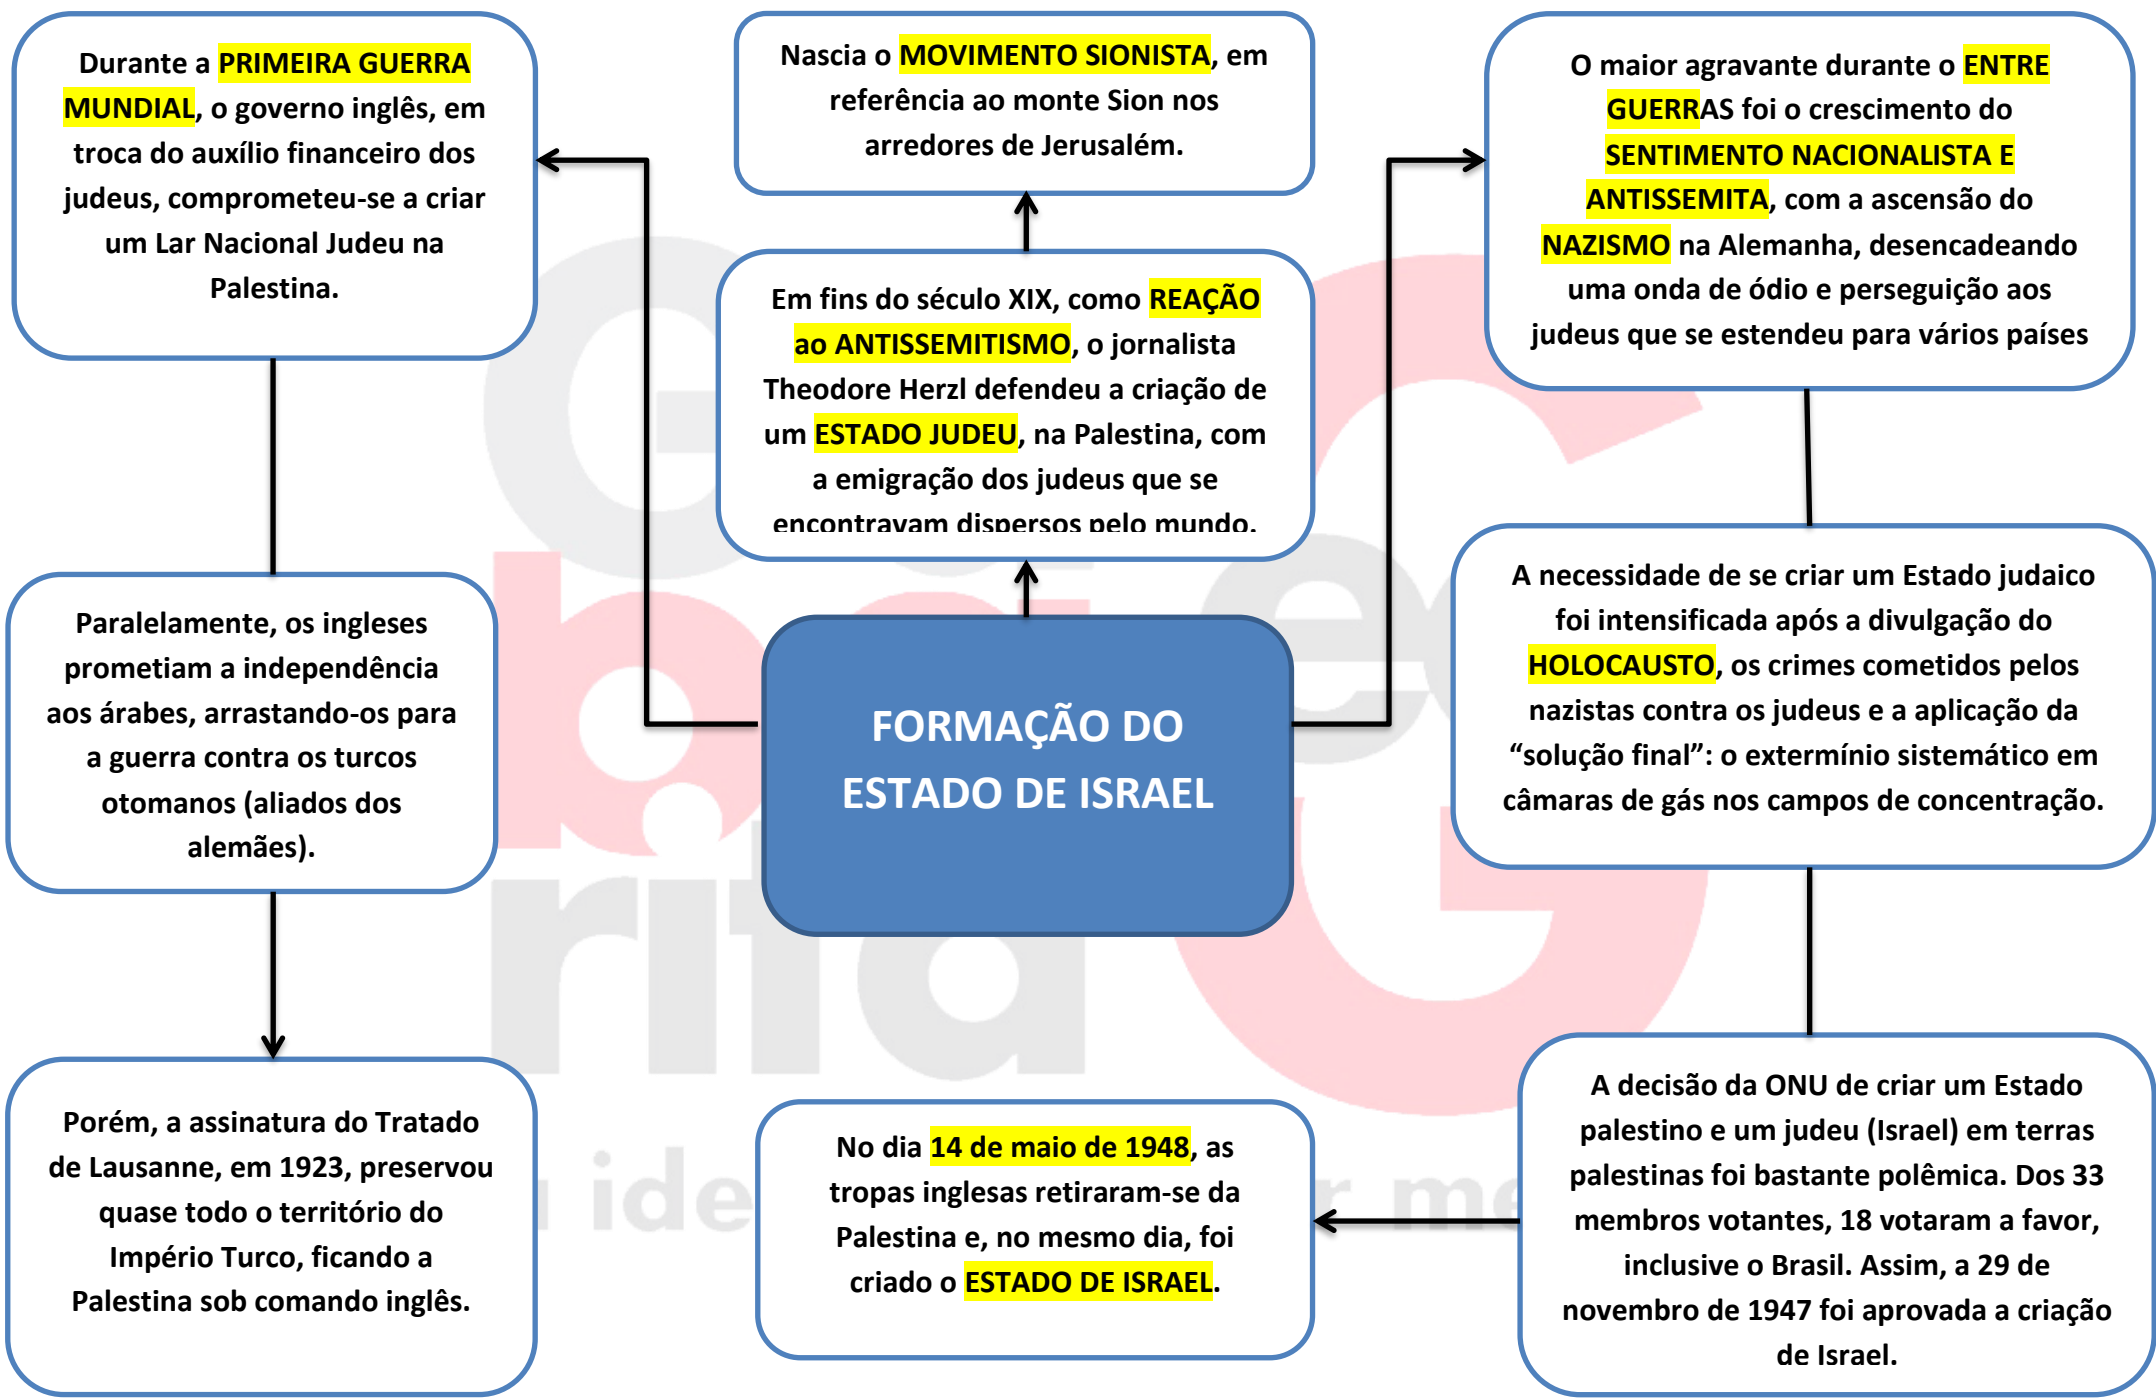 Durante a PRIMEIRA GUERRA
MUNDIAL, o governo inglês, em
troca do auxílio financeiro dos
judeus, comprometeu-se a criar
um Lar Nacional Judeu na
Palestina.
Nascia o MOVIMENTO SIONISTA, em
referência ao monte Sion nos
arredores de Jerusalém.
O maior agravante durante o ENTRE
GUERRAS foi o crescimento do
SENTIMENTO NACIONALISTA E
ANTISSEMITA, com a ascensão do
NAZISMO na Alemanha, desencadeando
uma onda de ódio e perseguição aos
judeus que se estendeu para vários países
Em fins do século XIX, como REAÇÃO
ao ANTISSEMITISMO, o jornalista
Theodore Herzl defendeu a criação de
um ESTADO JUDEU, na Palestina, com
a emigração dos judeus que se
encontravam dispersos pelo mundo.
Paralelamente, os ingleses
prometiam a independência
aos árabes, arrastando-os para
a guerra contra os turcos
otomanos (aliados dos
alemães).
FORMAÇÃO DO
ESTADO DE ISRAEL
A necessidade de se criar um Estado judaico
foi intensificada após a divulgação do
HOLOCAUSTO, os crimes cometidos pelos
nazistas contra os judeus e a aplicação da
“solução final”: o extermínio sistemático em
câmaras de gás nos campos de concentração.
Porém, a assinatura do Tratado
de Lausanne, em 1923, preservou
quase todo o território do
Império Turco, ficando a
Palestina sob comando inglês.
No dia 14 de maio de 1948, as
tropas inglesas retiraram-se da
Palestina e, no mesmo dia, foi
criado o ESTADO DE ISRAEL.
A decisão da ONU de criar um Estado
palestino e um judeu (Israel) em terras
palestinas foi bastante polêmica. Dos 33
membros votantes, 18 votaram a favor,
inclusive o Brasil. Assim, a 29 de
novembro de 1947 foi aprovada a criação
de Israel.